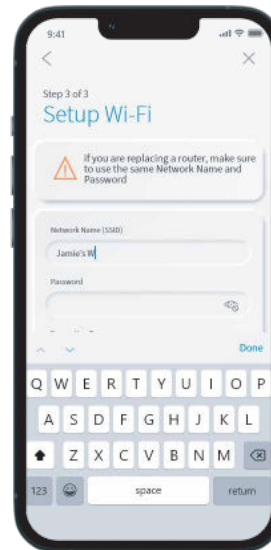 9:41
Step 3 of 3
Setup Wi-Fi
If you are replacing a router, make sure
to use the same Network Name and
Password
Network Name (SSID)
Jamie's W
Password
Done
Q W E R T Y U I O P
A S D F G H J K L
Z X C V B N M
123 space return